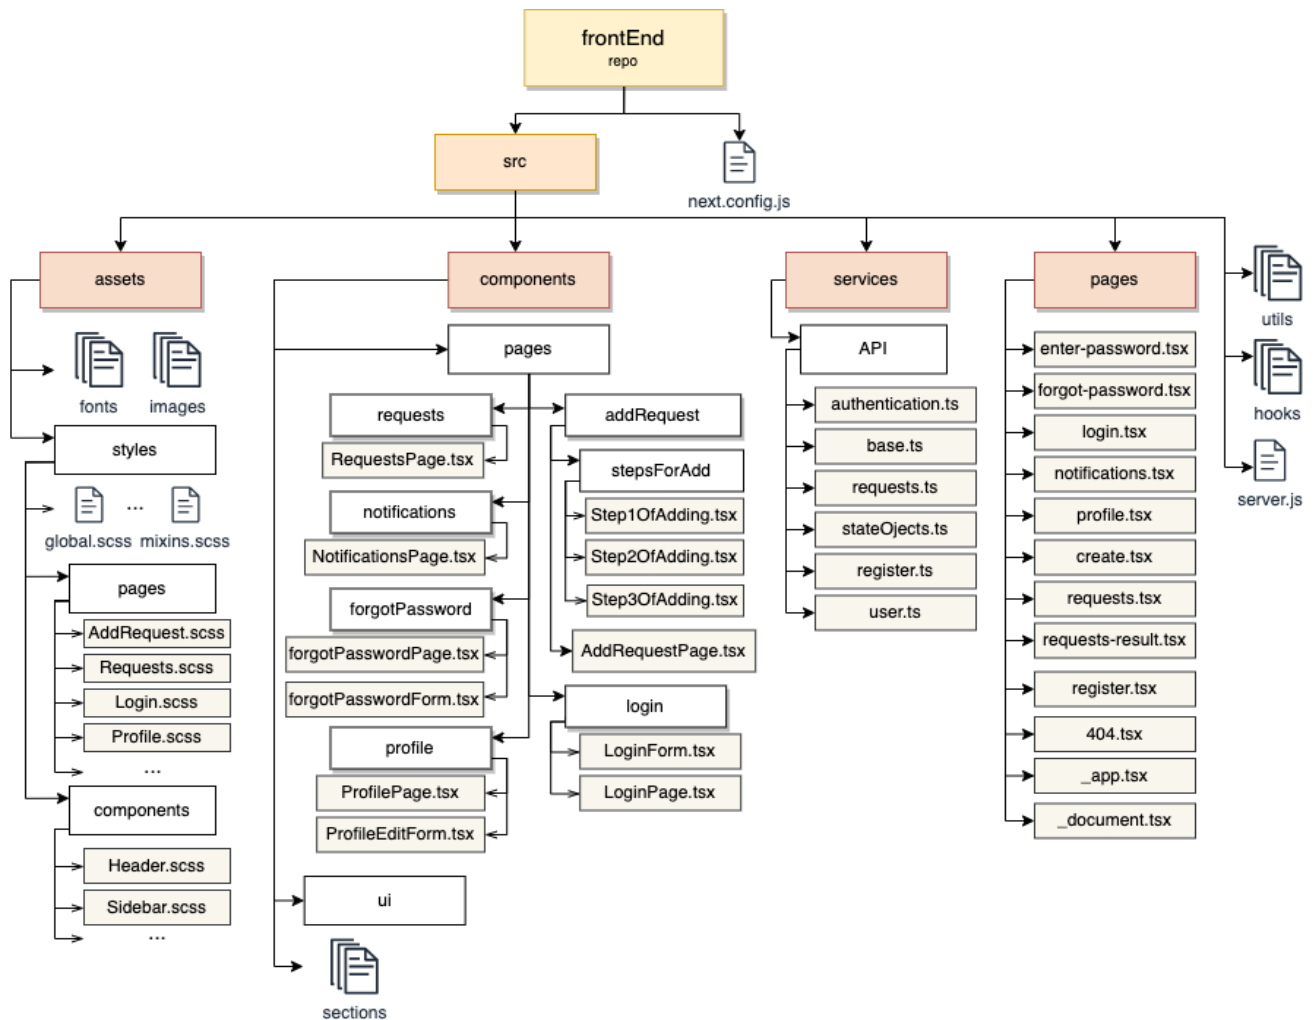 frontEnd
repo
src
next.config.js
assets
components
services
pages
utils
hooks
server.js
fonts
images
styles
global.scss
...
mixins.scss
pages
AddRequest.scss
Requests.scss
Login.scss
Profile.scss
...
components
Header.scss
Sidebar.scss
...
pages
requests
RequestsPage.tsx
notifications
NotificationsPage.tsx
forgotPassword
forgotPasswordPage.tsx
forgotPasswordForm.tsx
profile
ProfilePage.tsx
ProfileEditForm.tsx
addRequest
stepsForAdd
Step1OfAdding.tsx
Step2OfAdding.tsx
Step3OfAdding.tsx
AddRequestPage.tsx
login
LoginForm.tsx
LoginPage.tsx
ui
sections
API
authentication.ts
base.ts
requests.ts
stateOjects.ts
register.ts
user.ts
enter-password.tsx
forgot-password.tsx
login.tsx
notifications.tsx
profile.tsx
create.tsx
requests.tsx
requests-result.tsx
register.tsx
404.tsx
_app.tsx
_document.tsx